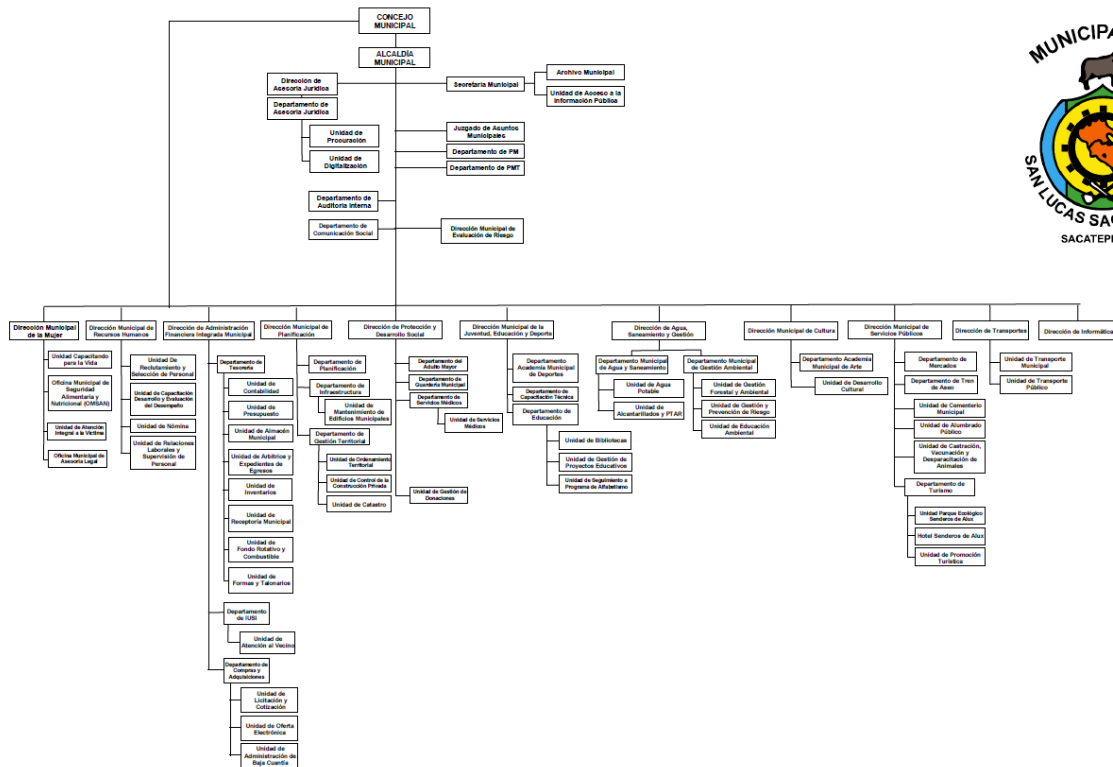 CONCEJO
MUNICIPAL
ALCALDÍA
MUNICIPAL
Dirección de
Asesoría Jurídica
Departamento de
Asesoría Jurídica
Unidad de
Procuración
Unidad de
Digitalización
Secretaría Municipal
Archivo Municipal
Unidad de Acceso a la
Información Pública
Juzgado de Asuntos
Municipales
Departamento de PM
Departamento de PMT
Departamento de
Auditoría Interna
Departamento de
Comunicación Social
Dirección Municipal de
Evaluación de Riesgo
MUNICIPA
SAN LUCAS SAC
SACATEP
Dirección Municipal
de la Mujer
Unidad Capacitando
para la Vida
Oficina Municipal de
Seguridad
Alimentaria y
Nutricional (OMSAN)
Unidad de Atención
Integral a la Víctima
Oficina Municipal de
Asesoría Legal
Dirección Municipal de
Recursos Humanos
Unidad De
Reclutamiento y
Selección de Personal
Unidad de Capacitación
Desarrollo y Evaluación
del Desempeño
Unidad de Nómina
Unidad de Relaciones
Laborales y
Supervisión de
Personal
Dirección de Administración
Financiera Integrada Municipal
Departamento de
Tesorería
Unidad de
Contabilidad
Unidad de
Presupuesto
Unidad de Almacén
Municipal
Unidad de Arbitrios y
Expedientes de
Egresos
Unidad de
Inventarios
Unidad de
Receptoría Municipal
Unidad de
Fondo Rotativo y
Combustible
Unidad de
Formas y Talonarios
Departamento
de IUSI
Unidad de
Atención al Vecino
Departamento
de Compras y
Adquisiciones
Unidad de
Licitación y
Cotización
Unidad de Oferta
Electrónica
Unidad de
Administración de
Baja Cuantía
Dirección Municipal de
Planificación
Departamento de
Planificación
Departamento de
Infraestructura
Unidad de
Mantenimiento de
Edificios Municipales
Departamento de
Gestión Territorial
Unidad de Ordenamiento
Territorial
Unidad de Control de la
Construcción Privada
Unidad de Catastro
Dirección de Protección y
Desarrollo Social
Departamento del
Adulto Mayor
Departamento de
Guardería Municipal
Departamento de
Servicios Médicos
Unidad de Servicios
Médicos
Unidad de Gestión de
Donaciones
Dirección Municipal de la
Juventud, Educación y Deporte
Departamento
Academia Municipal
de Deportes
Departamento de
Capacitación Técnica
Departamento de
Educación
Unidad de Bibliotecas
Unidad de Gestión de
Proyectos Educativos
Unidad de Seguimiento a
Programa de Alfabetismo
Dirección de Agua,
Saneamiento y Gestión
Departamento Municipal
de Agua y Saneamiento
Unidad de Agua
Potable
Unidad de
Alcantarillados y PTAR
Departamento Municipal
de Gestión Ambiental
Unidad de Gestión
Forestal y Ambiental
Unidad de Gestión y
Prevención de Riesgo
Unidad de Educación
Ambiental
Dirección Municipal de Cultura
Departamento Academia
Municipal de Arte
Unidad de Desarrollo
Cultural
Dirección Municipal de
Servicios Públicos
Departamento de
Mercados
Departamento de Tren
de Aseo
Unidad de Cementerio
Municipal
Unidad de Alumbrado
Público
Unidad de Castración,
Vacunación y
Desparacitación de
Animales
Departamento de
Turismo
Unidad Parque Ecológico
Senderos de Alux
Hotel Senderos de Alux
Unidad de Promoción
Turística
Dirección de Transportes
Unidad de Transporte
Municipal
Unidad de Transporte
Público
Dirección de Informátic